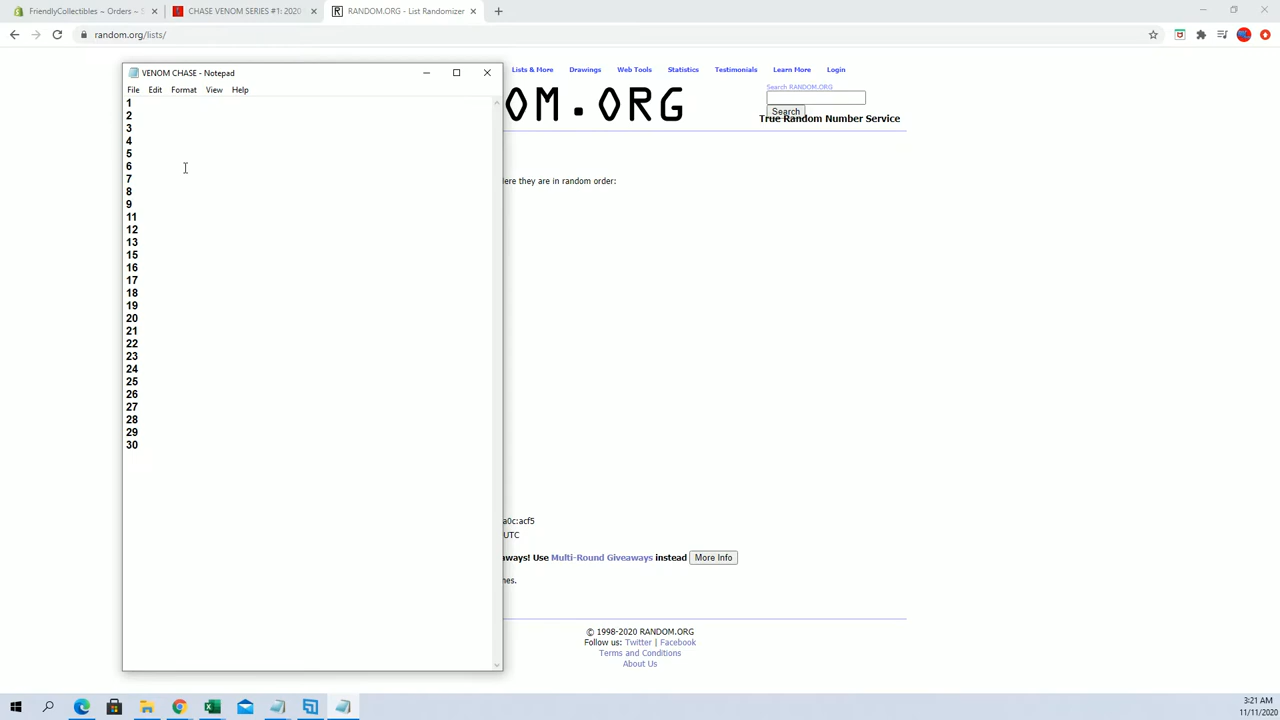 FriendlyCollectibles ~ Orders ~ S
CHASE VENOM SERIES #1: 2020
RANDOM.ORG - List Randomizer
random.org/lists/
VENOM CHASE - Notepad
File Edit Format View Help
1
2
3
4
5
6
7
8
9
11
12
13
15
16
17
18
19
20
21
22
23
24
25
26
27
28
29
30
Lists & More Drawings Web Tools Statistics Testimonials Learn More Login
OM.ORG
Search RANDOM.ORG
Search
True Random Number Service
ere they are in random order:
a0c:acf5
UTC
aways! Use Multi-Round Giveaways instead More Info
nes.
© 1998-2020 RANDOM.ORG
Follow us: Twitter | Facebook
Terms and Conditions
About Us
3:21 AM
11/11/2020